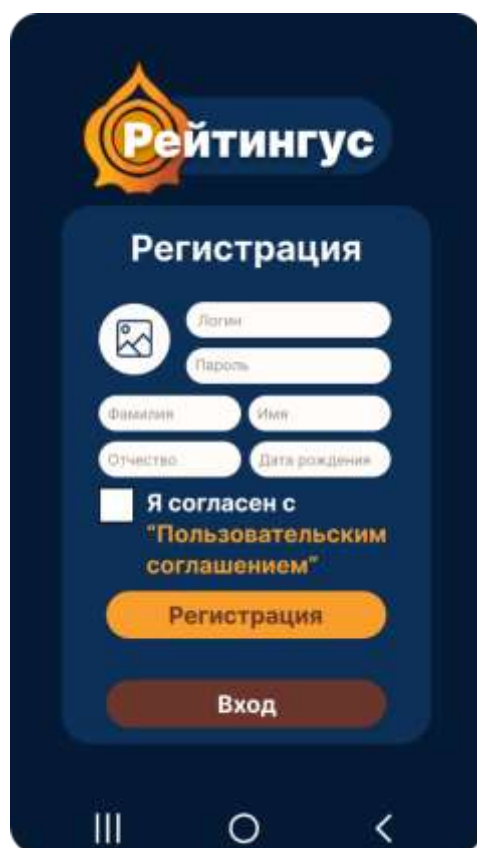 Рейтингус
Регистрация
Логин
Пароль
Фамилия
Имя
Отчество
Дата рождения
Я согласен с
"Пользовательским
соглашением"
Регистрация
Вход